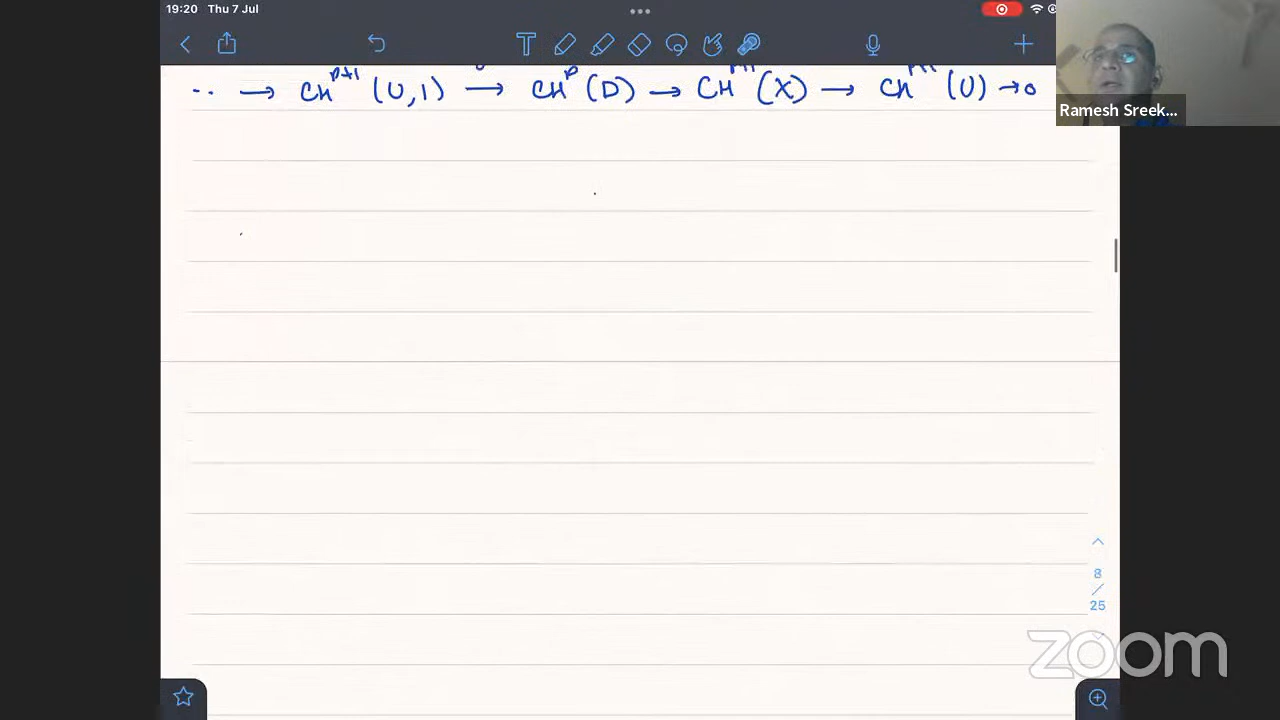 19:20 Thu 7 Jul
.. → CH^{p+1} (U,1) → CH^p (D) → CH^{p+1} (X) → CH^{p+1} (U) → 0
Ramesh Sreek...
8
/
25
zoom